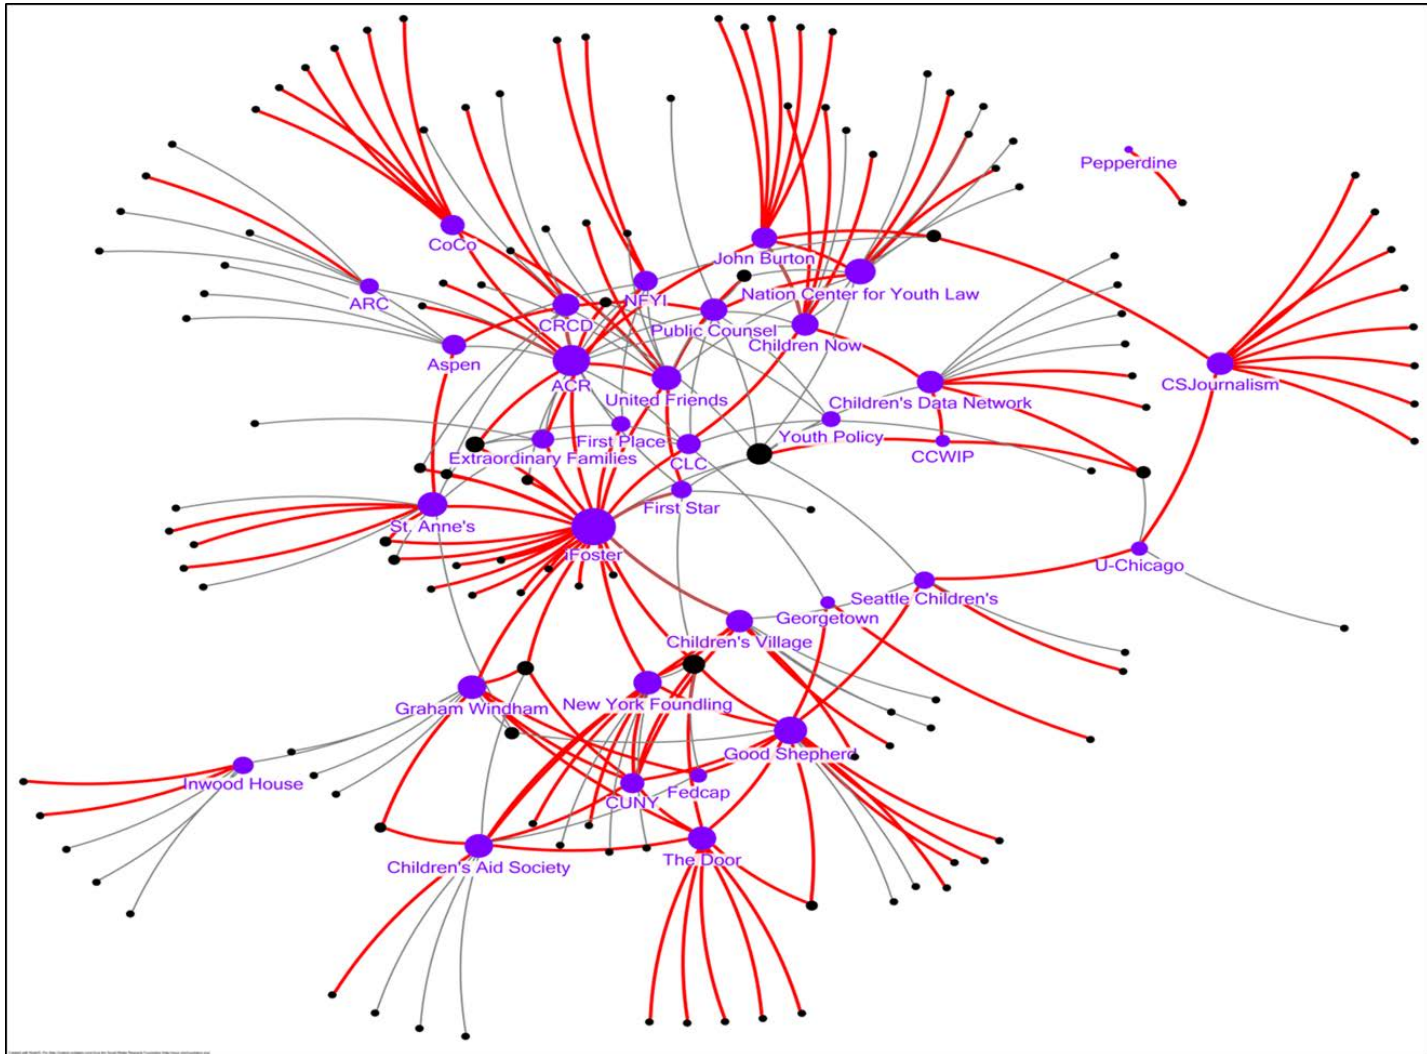 Pepperdine
CoCo
John Burton
ARC
NFYI
Nation Center for Youth Law
CRCD
Public Counsel
Children Now
Aspen
ACR
United Friends
Children's Data Network
CSJournalism
First Place
Youth Policy
Extraordinary Families
CLC
CCWIP
First Star
St. Anne's
iFoster
U-Chicago
Seattle Children's
Georgetown
Children's Village
Graham Windham
New York Foundling
Good Shepherd
Inwood House
CUNY
Fedcap
Children's Aid Society
The Door